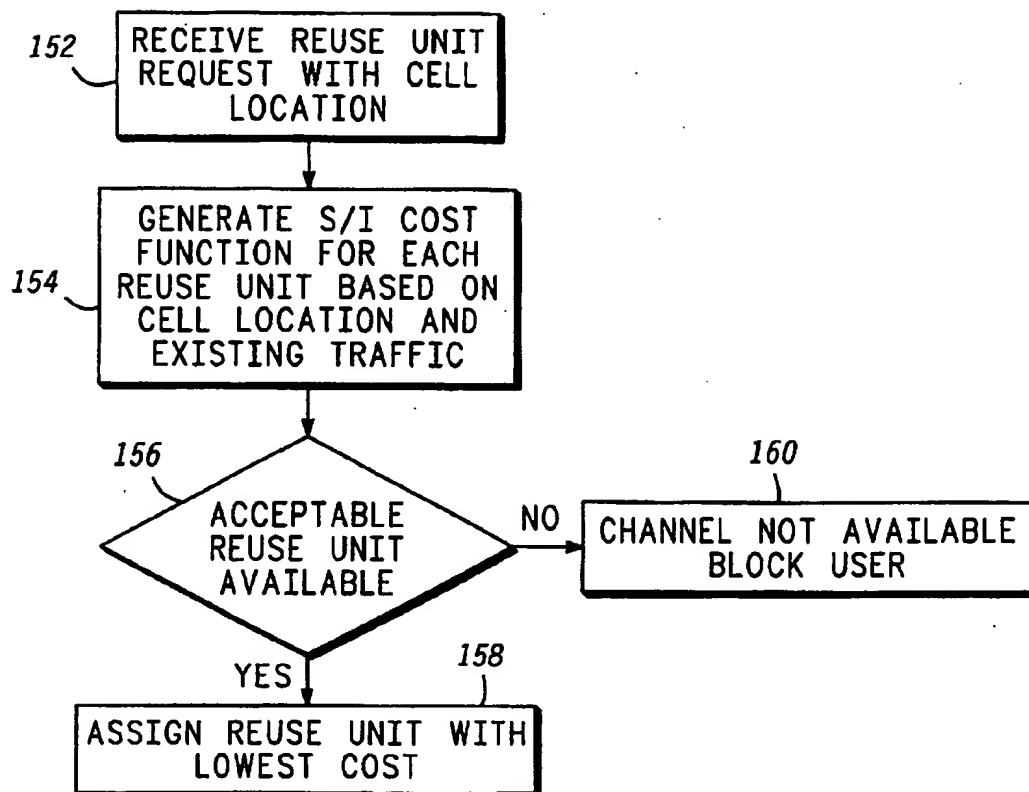 152
RECEIVE REUSE UNIT
REQUEST WITH CELL
LOCATION
154
GENERATE S/I COST
FUNCTION FOR EACH
REUSE UNIT BASED ON
CELL LOCATION AND
EXISTING TRAFFIC
156
ACCEPTABLE
REUSE UNIT
AVAILABLE
NO
160
CHANNEL NOT AVAILABLE
BLOCK USER
YES
158
ASSIGN REUSE UNIT WITH
LOWEST COST